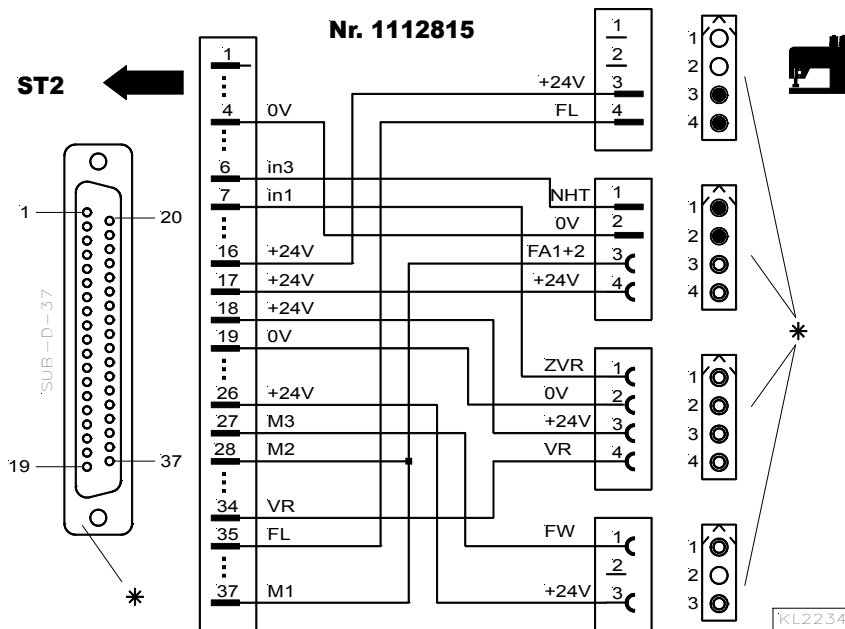 Nr. 1112815
ST2
1
4 0V
6 in3
7 in1
16 +24V
17 +24V
18 +24V
19 0V
26 +24V
27 M3
28 M2
34 VR
35 FL
37 M1
1 20
SUB-D-37
19 37
*
1
2
+24V 3
FL 4
NHT 1
0V 2
FA1+2 3
+24V 4
ZVR 1
0V 2
+24V 3
VR 4
FW 1
2
+24V 3
1
2
3
4
1
2
3
4
1
2
3
4
1
2
3
*
KL2234